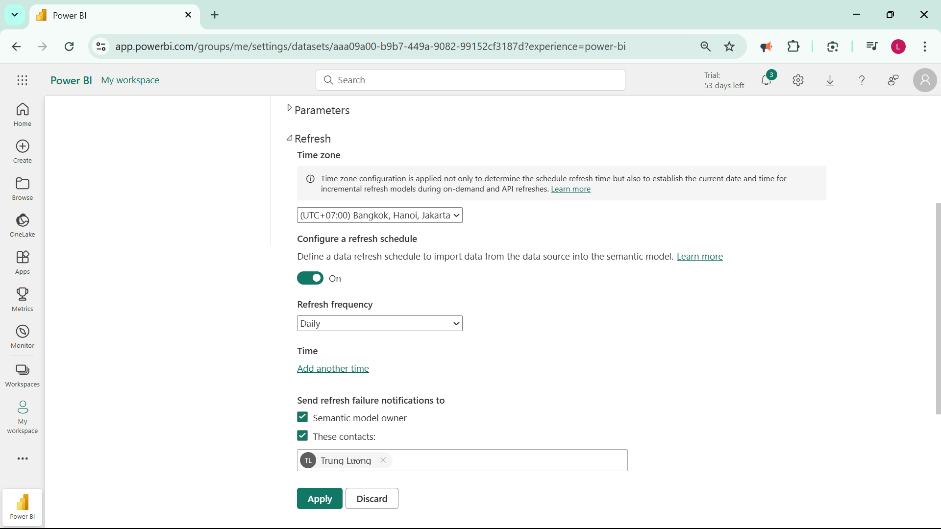 Power BI
app.powerbi.com/groups/me/settings/datasets/aaa09a00-b9b7-449a-9082-99152cf3187d?experience=power-bi
L
Power BI My workspace
Search
Trial:
53 days left
3
Home
Create
Browse
OneLake
Apps
Metrics
Monitor
Workspaces
My
workspace
Power BI
Parameters
Refresh
Time zone
Time zone configuration is applied not only to determine the schedule refresh time but also to establish the current date and time for
incremental refresh models during on-demand and API refreshes. Learn more
(UTC+07:00) Bangkok, Hanoi, Jakarta
Configure a refresh schedule
Define a data refresh schedule to import data from the data source into the semantic model. Learn more
On
Refresh frequency
Daily
Time
Add another time
Send refresh failure notifications to
Semantic model owner
These contacts:
TL Trung Lương
Apply Discard